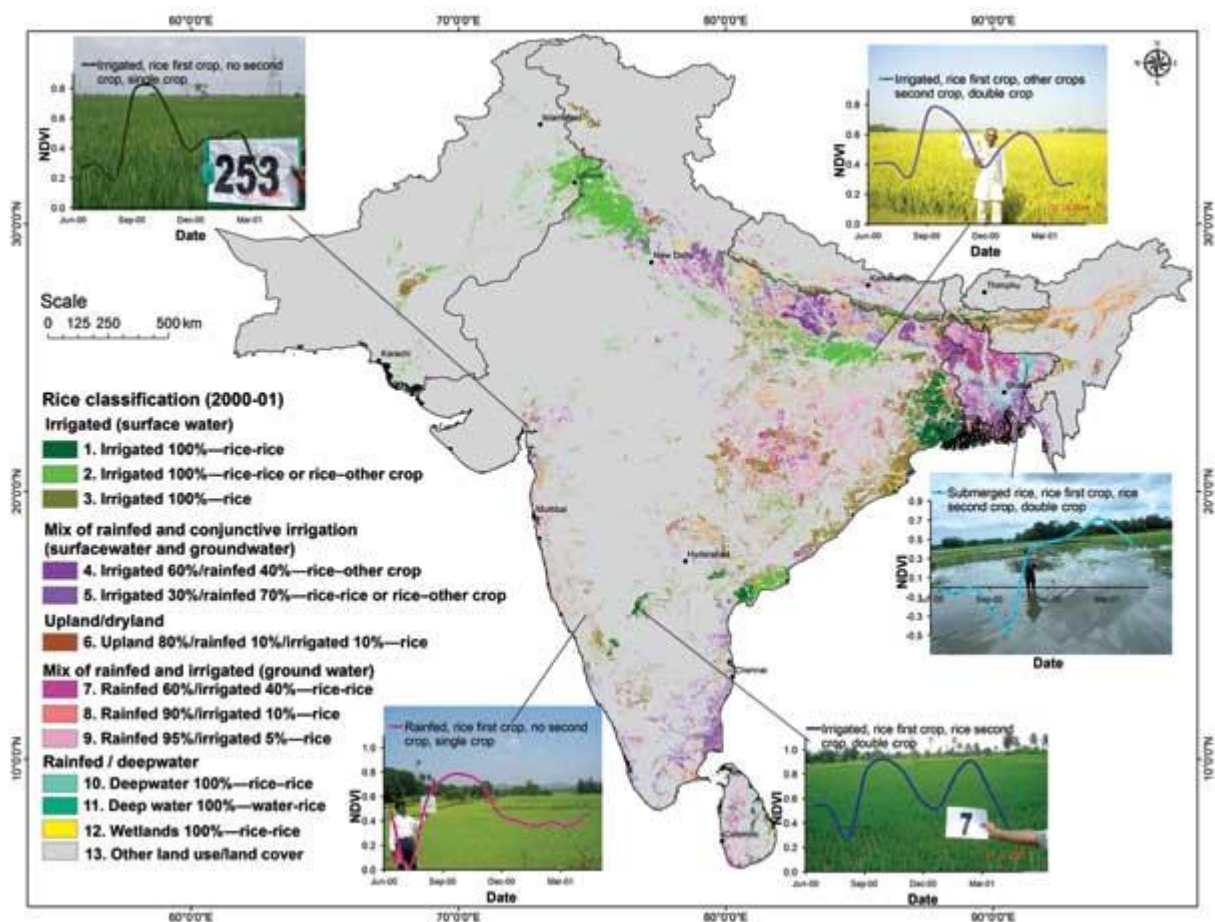 60°0'0"E
70°0'0"E
80°0'0"E
90°0'0"E
Irrigated, rice first crop, no second
crop, single crop
NDVI
0.8
0.6
0.4
0.2
0.0
253
Jun-00 Sep-00 Dec-00 Mar-01
Date
Irrigated, rice first crop, other crops
second crop, double crop
NDVI
0.8
0.6
0.4
0.2
0.0
Jun-00 Sep-00 Dec-00 Mar-01
Date
30°0'0"N
30°0'0"N
New Delhi
Thimphu
Karachi
Dhaka
Mumbai
Hyderabad
Chennai
Colombo
Scale
0 125 250 500 km
Rice classification (2000-01)
Irrigated (surface water)
1. Irrigated 100%—rice-rice
2. Irrigated 100%—rice-rice or rice–other crop
3. Irrigated 100%—rice
Mix of rainfed and conjunctive irrigation
(surfacewater and groundwater)
4. Irrigated 60%/rainfed 40%—rice–other crop
5. Irrigated 30%/rainfed 70%—rice-rice or rice–other crop
Upland/dryland
6. Upland 80%/rainfed 10%/irrigated 10%—rice
Mix of rainfed and irrigated (ground water)
7. Rainfed 60%/irrigated 40%—rice-rice
8. Rainfed 90%/irrigated 10%—rice
9. Rainfed 95%/irrigated 5%—rice
Rainfed / deepwater
10. Deepwater 100%—rice–rice
11. Deep water 100%—water-rice
12. Wetlands 100%—rice-rice
13. Other land use/land cover
20°0'0"N
20°0'0"N
Submerged rice, rice first crop, rice
second crop, double crop
NDVI
0.9
0.7
0.5
0.3
0.1
-0.1
-0.3
-0.5
Sep-00 Dec-00 Mar-01
Date
10°0'0"N
10°0'0"N
Rainfed, rice first crop, no second
crop, single crop
NDVI
1.0
0.8
0.6
0.4
0.2
0.0
Jun-00 Sep-00 Dec-00 Mar-01
Date
Irrigated, rice first crop, rice second
crop, double crop
NDVI
1.0
0.8
0.6
0.4
0.2
0.0
7
Jun-00 Sep-00 Dec-00 Mar-01
Date
60°0'0"E
70°0'0"E
80°0'0"E
90°0'0"E